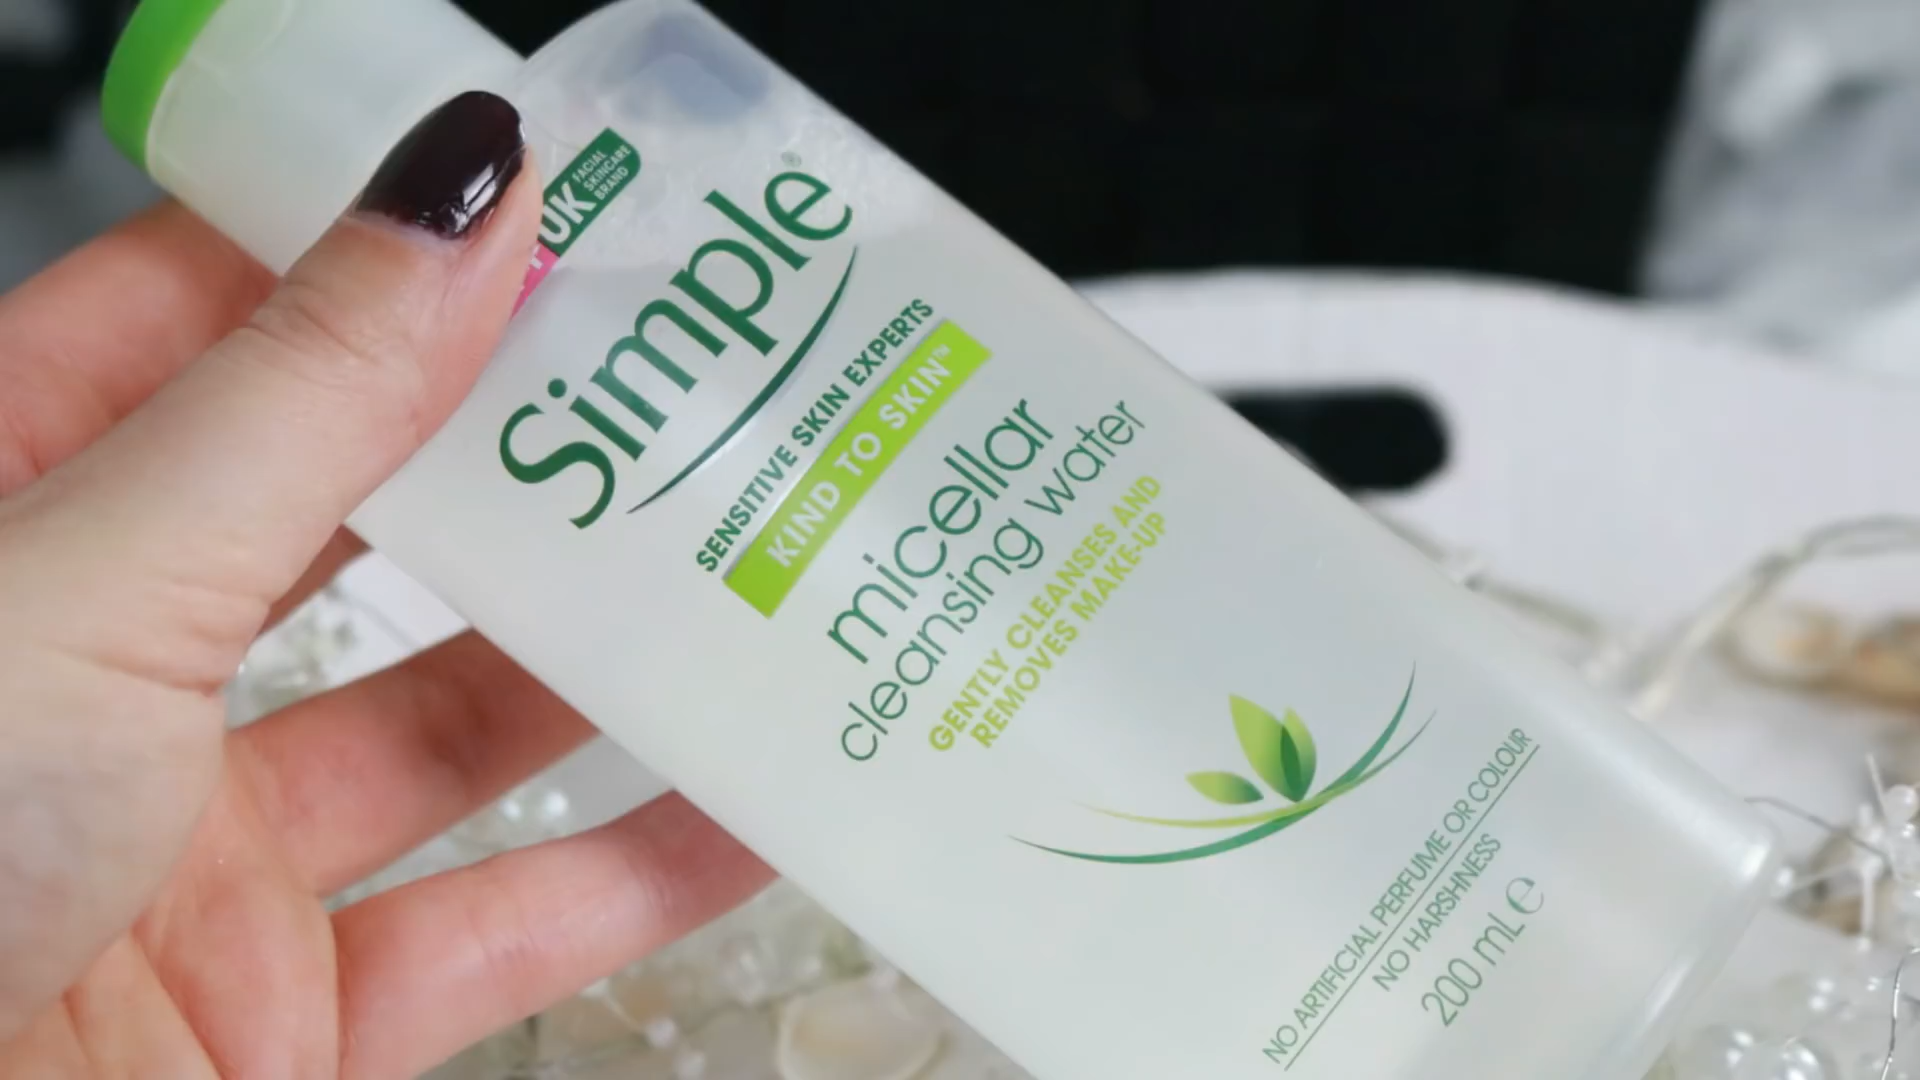 UK
FACIAL
SKINCARE
BRAND
Simple®
SENSITIVE SKIN EXPERTS
KIND TO SKIN™
micellar
cleansing water
GENTLY CLEANSES AND
REMOVES MAKE-UP
NO ARTIFICIAL PERFUME OR COLOUR
NO HARSHNESS
200 mL ℮